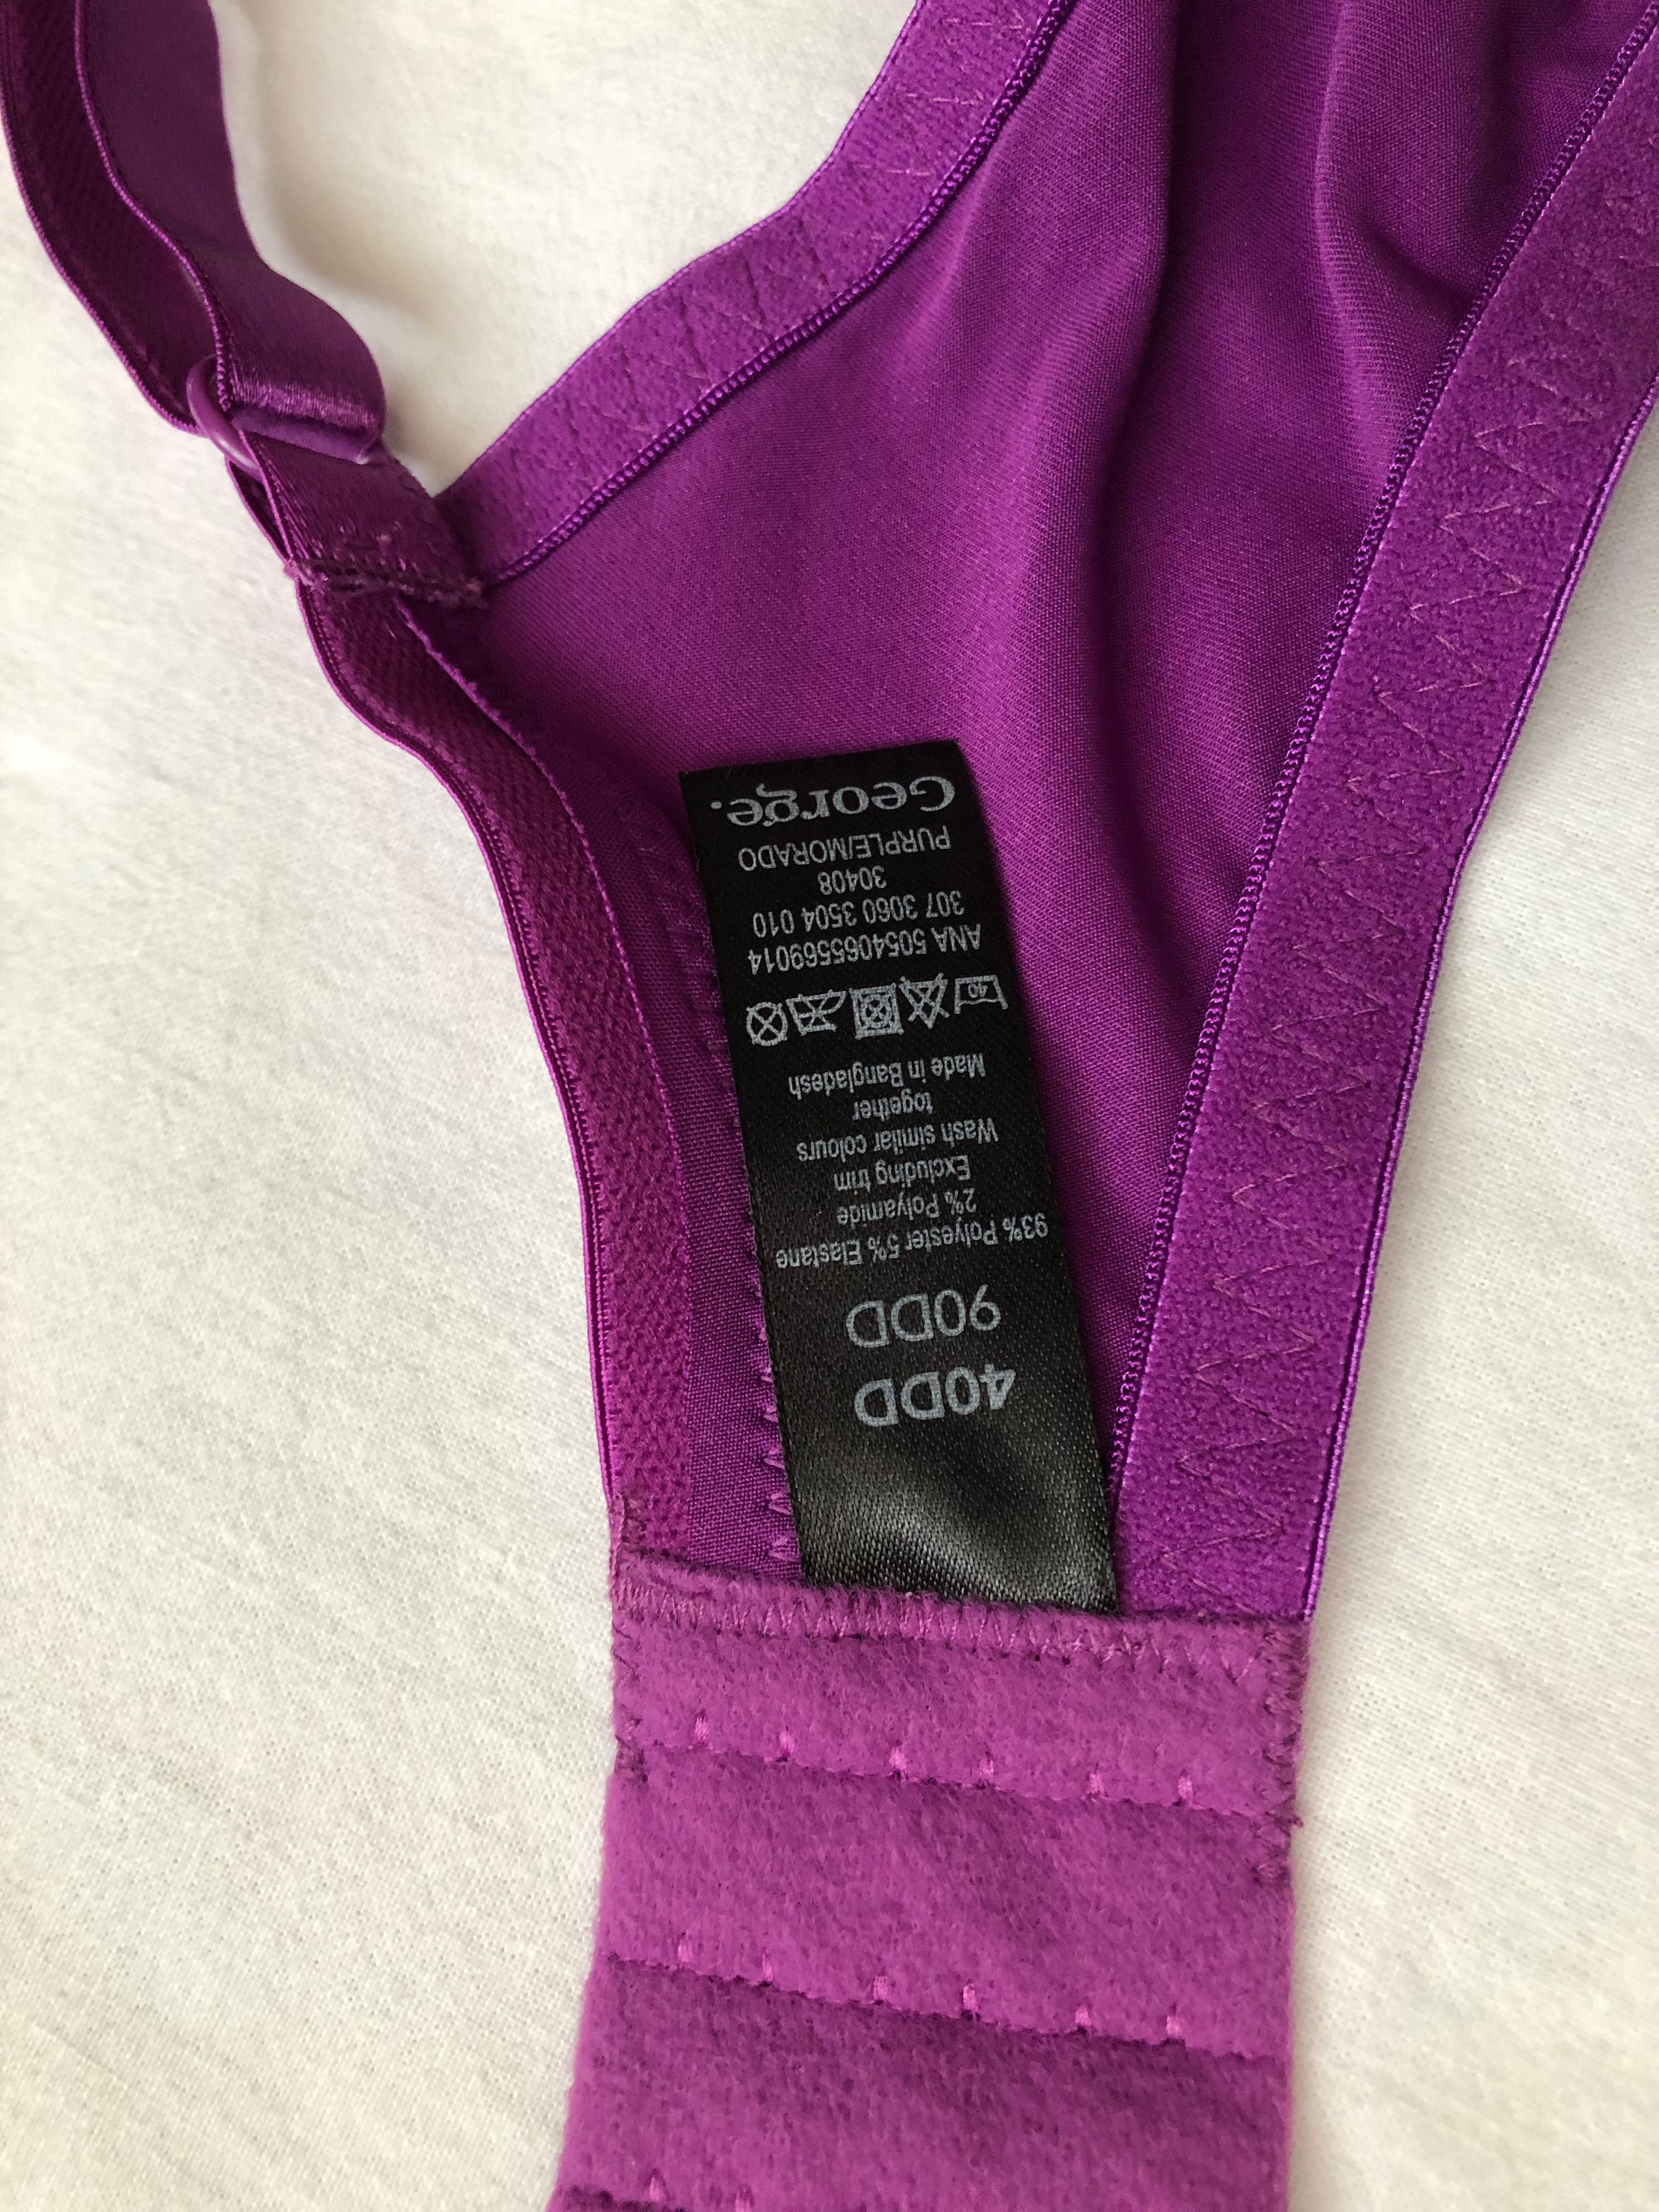 40DD
90DD
93% Polyester 5% Elastane
2% Polyamide
Excluding trim
Wash similar colours
together
Made in Bangladesh
40
ANA 5054065569014
307 3060 3504 010
30408
PURPLE/MORADO
George.